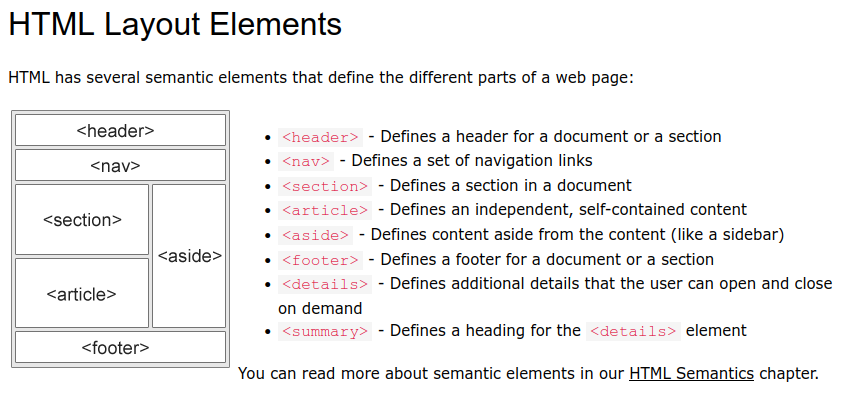 HTML Layout Elements
HTML has several semantic elements that define the different parts of a web page:
<header>
<nav>
<section>
<aside>
<article>
<footer>
• <header> - Defines a header for a document or a section
• <nav> - Defines a set of navigation links
• <section> - Defines a section in a document
• <article> - Defines an independent, self-contained content
• <aside> - Defines content aside from the content (like a sidebar)
• <footer> - Defines a footer for a document or a section
• <details> - Defines additional details that the user can open and close
on demand
• <summary> - Defines a heading for the <details> element
You can read more about semantic elements in our HTML Semantics chapter.